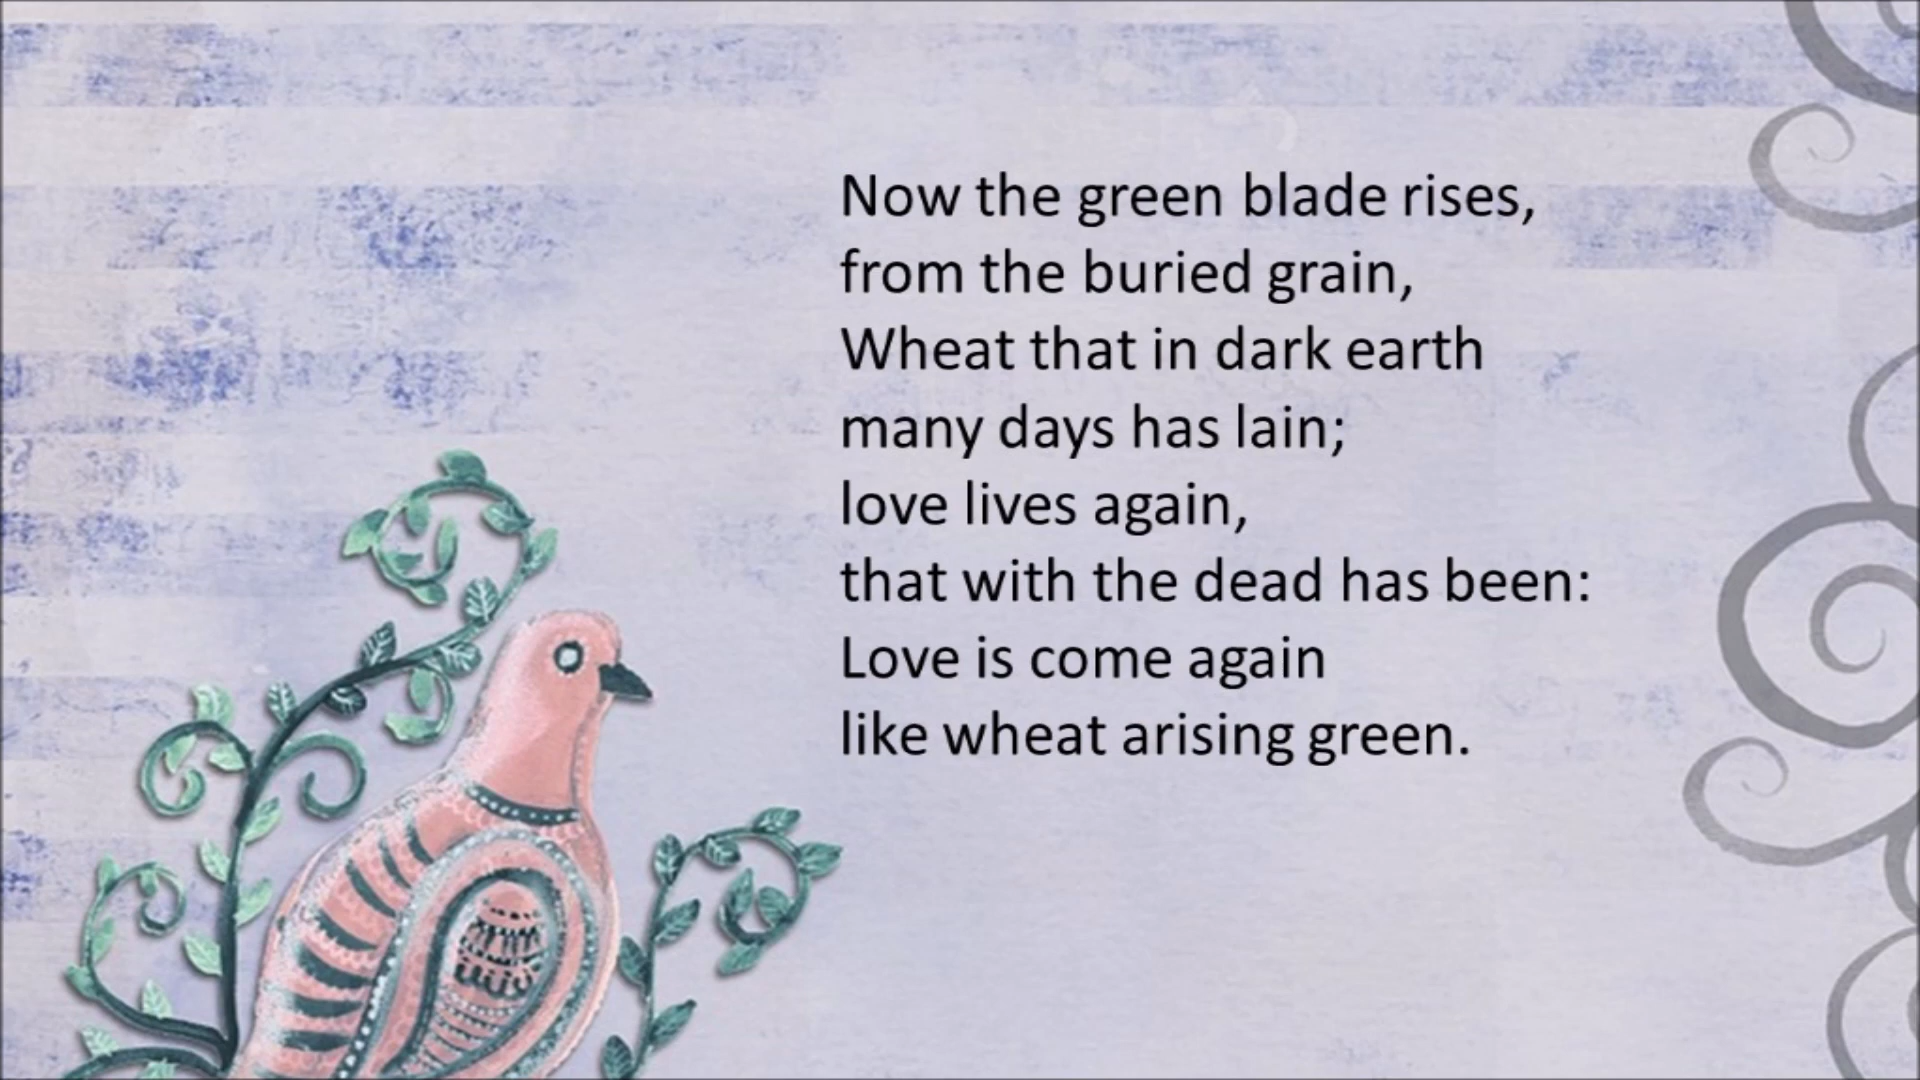 Now the green blade rises,
from the buried grain,
Wheat that in dark earth
many days has lain;
love lives again,
that with the dead has been:
Love is come again
like wheat arising green.